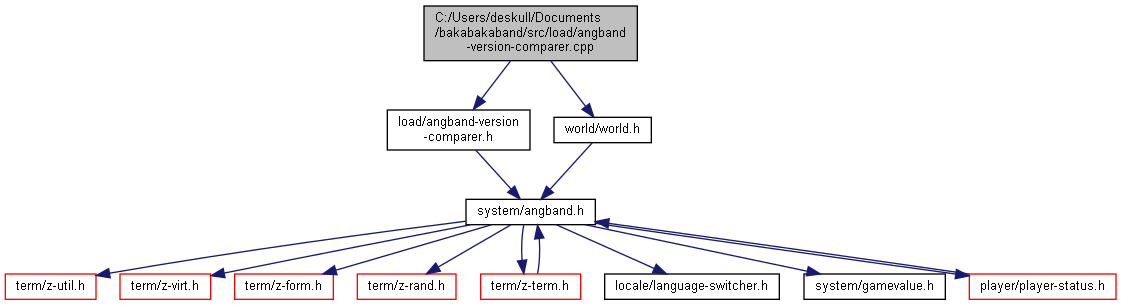 C:/Users/deskull/Documents
/bakabakaband/src/load/angband
-version-comparer.cpp
load/angband-version
-comparer.h
world/world.h
system/angband.h
term/z-util.h
term/z-virt.h
term/z-form.h
term/z-rand.h
term/z-term.h
locale/language-switcher.h
system/gamevalue.h
player/player-status.h